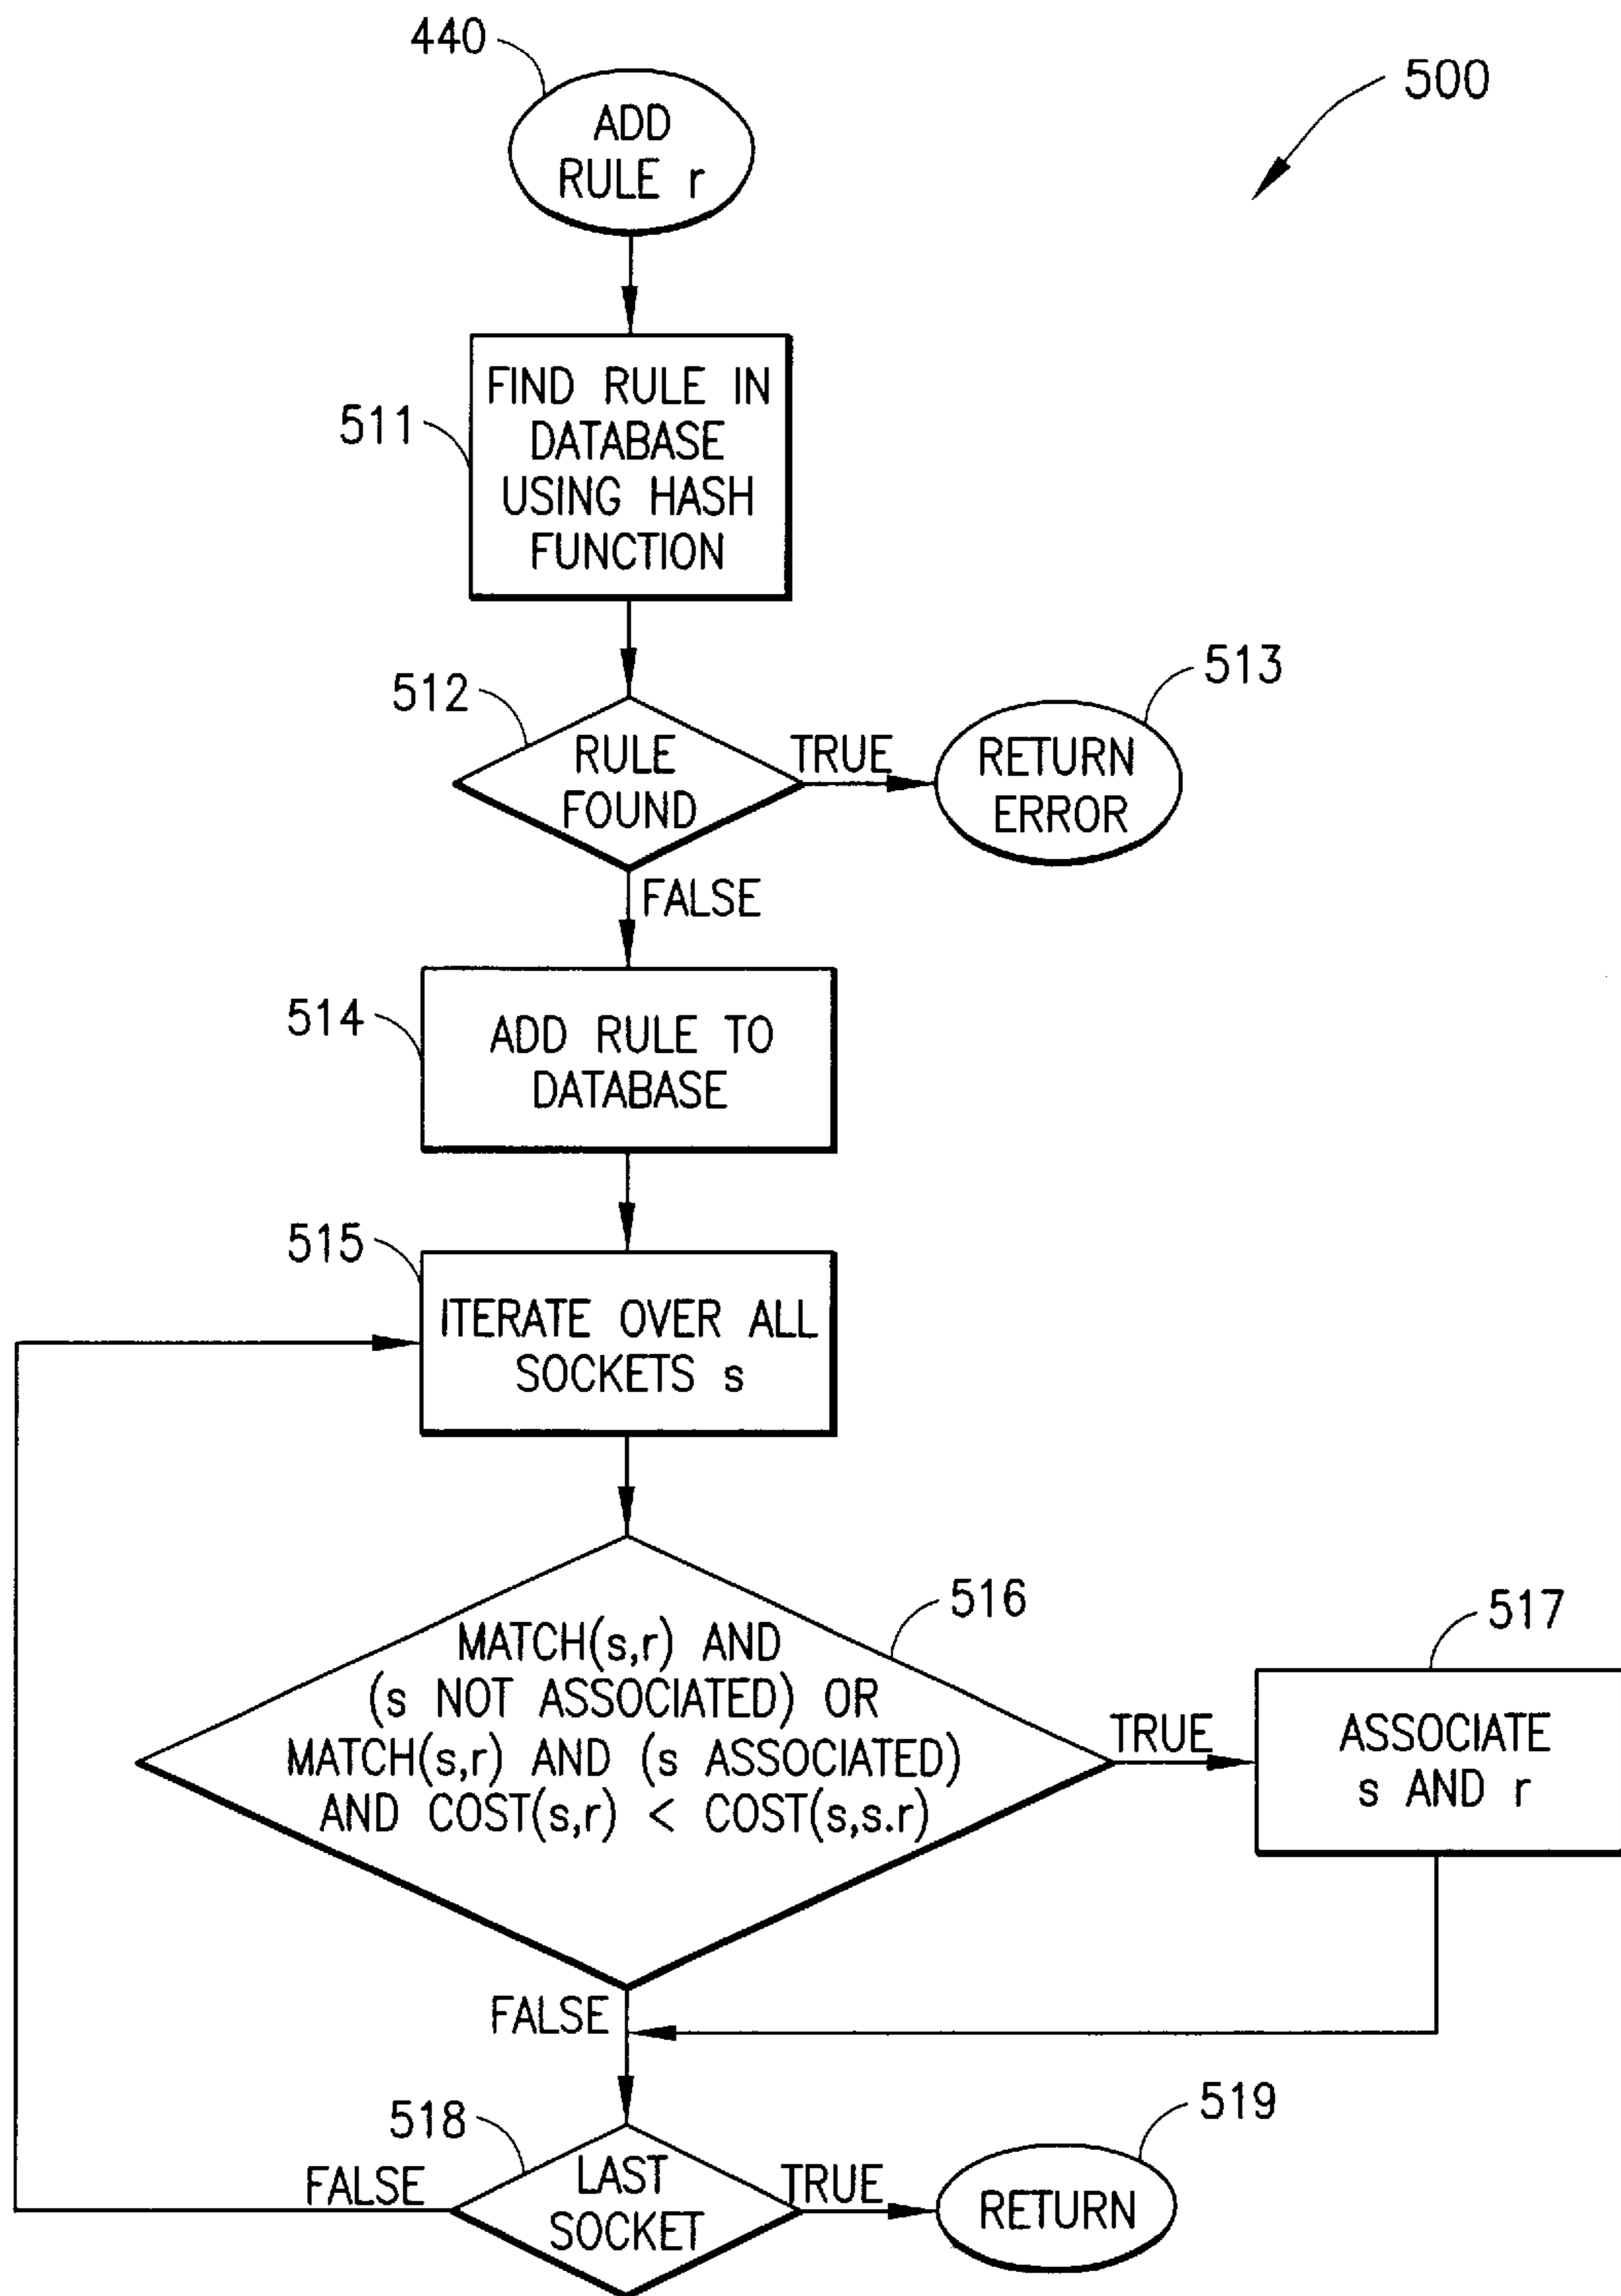 440
500
ADD
RULE r
511
FIND RULE IN
DATABASE
USING HASH
FUNCTION
512
RULE
FOUND
TRUE
513
RETURN
ERROR
FALSE
514
ADD RULE TO
DATABASE
515
ITERATE OVER ALL
SOCKETS s
516
MATCH(s,r) AND
(s NOT ASSOCIATED) OR
MATCH(s,r) AND (s ASSOCIATED)
AND COST(s,r) < COST(s,s.r)
TRUE
517
ASSOCIATE
s AND r
FALSE
518
LAST
SOCKET
FALSE
TRUE
519
RETURN